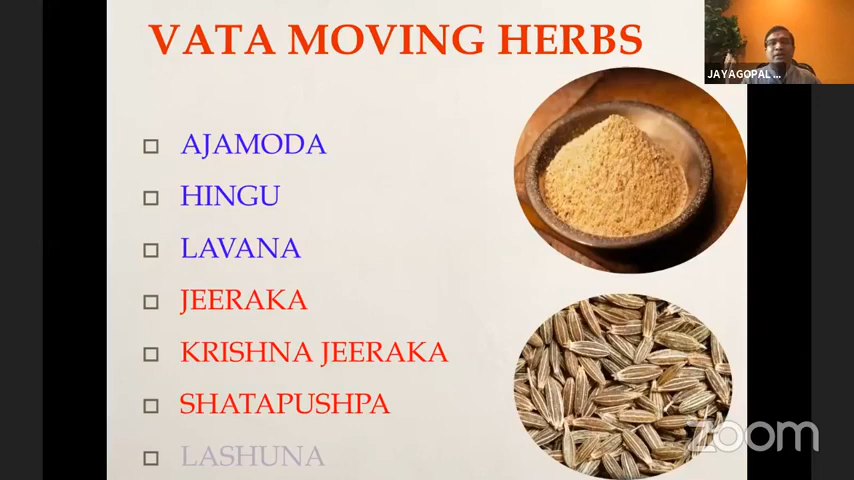 VATA MOVING HERBS
JAYAGOPAL ...
AJAMODA
HINGU
LAVANA
JEERAKA
KRISHNA JEERAKA
SHATAPUSHPA
LASHUNA
zoom